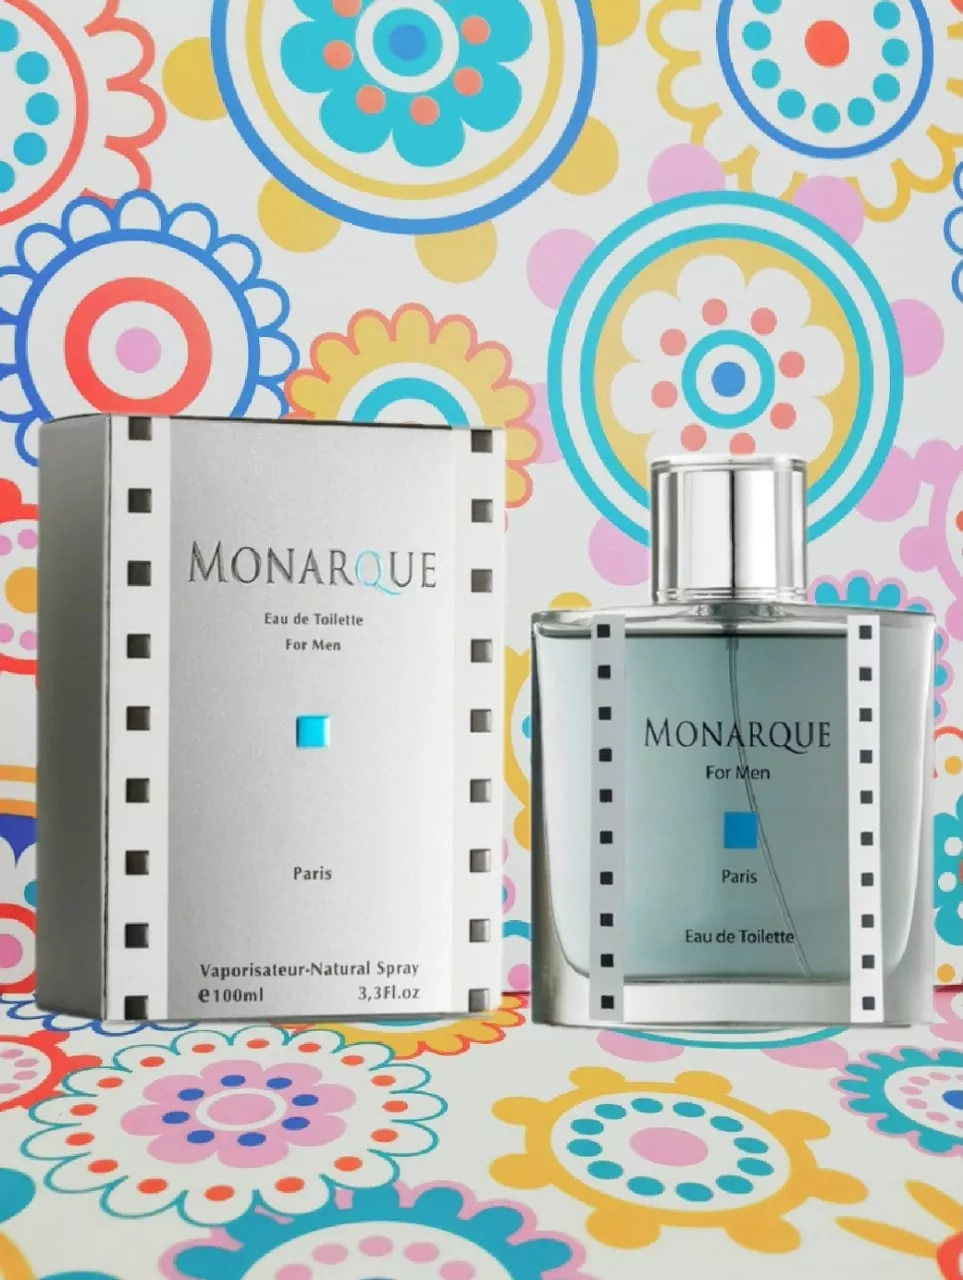 MONARQUE
Eau de Toilette
For Men
Paris
Vaporisateur-Natural Spray
e100ml 3,3Fl.oz
MONARQUE
For Men
Paris
Eau de Toilette